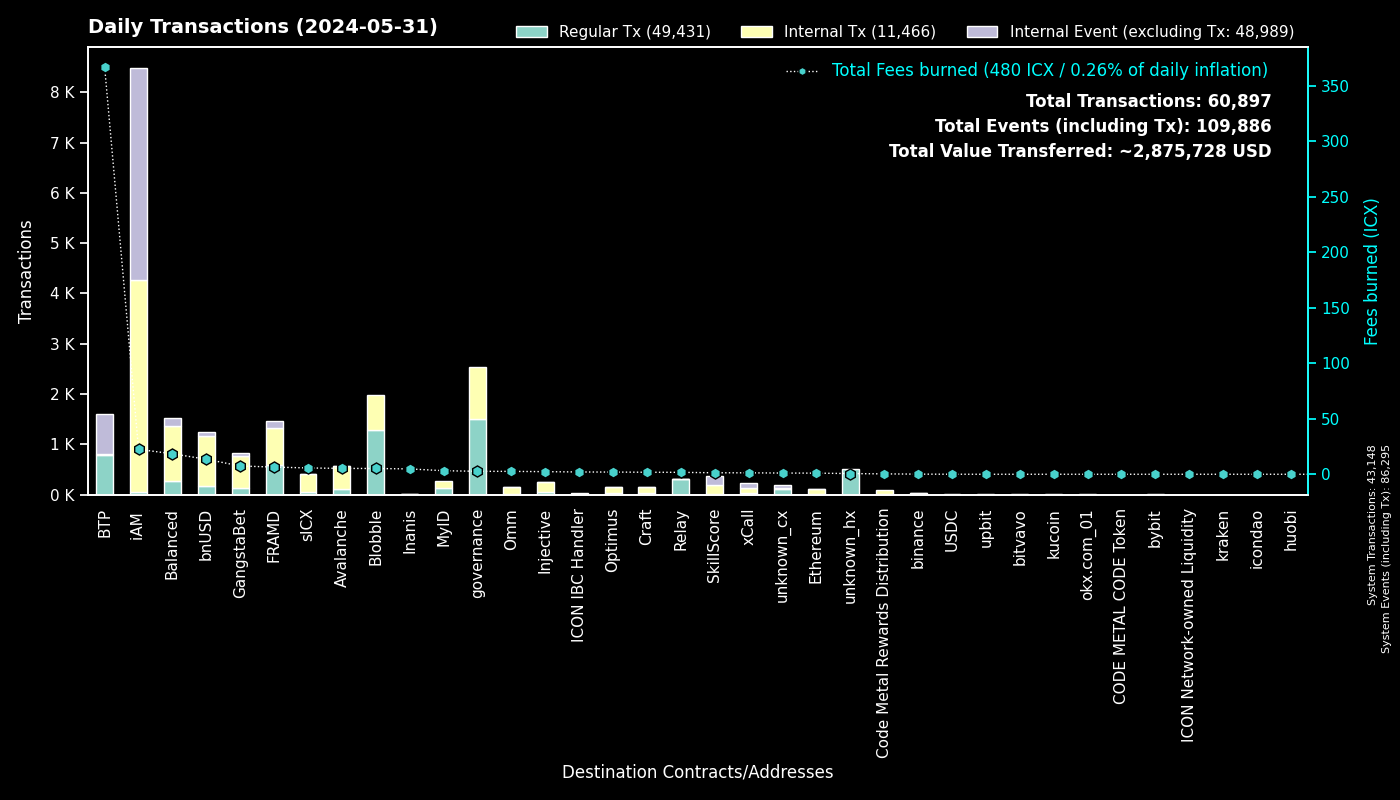 Daily Transactions (2024-05-31)
Regular Tx (49,431)
Internal Tx (11,466)
Internal Event (excluding Tx: 48,989)
Total Fees burned (480 ICX / 0.26% of daily inflation)
Total Transactions: 60,897
Total Events (including Tx): 109,886
Total Value Transferred: ~2,875,728 USD
Transactions
8 K
7 K
6 K
5 K
4 K
3 K
2 K
1 K
0 K
350
300
250
200
150
100
50
0
Fees burned (ICX)
BTP
iAM
Balanced
bnUSD
GangstaBet
FRAMD
sICX
Avalanche
Blobble
Inanis
MyID
governance
Omm
Injective
ICON IBC Handler
Optimus
Craft
Relay
SkillScore
xCall
unknown_cx
Ethereum
unknown_hx
Code Metal Rewards Distribution
binance
USDC
upbit
bitvavo
kucoin
okx.com_01
CODE METAL CODE Token
bybit
ICON Network-owned Liquidity
kraken
icondao
huobi
Destination Contracts/Addresses
System Transactions: 43,148
System Events (including Tx): 86,295